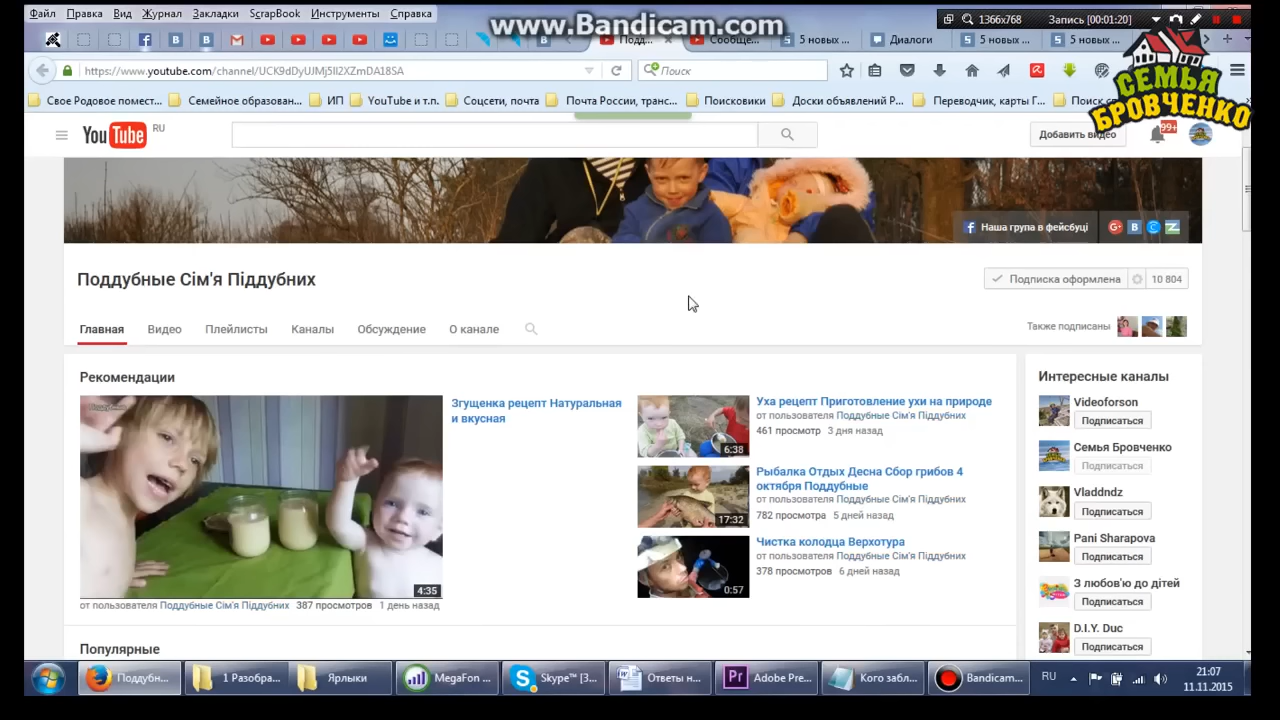 Файл Правка Вид Журнал Закладки ScrapBook Инструменты Справка
www.Bandicam.com
1366x768 Запись [00:01:20]
Подд... Сообще... 5 новых ... Диалоги 5 новых ... 5 новых ...
https://www.youtube.com/channel/UCK9dDyUJMj5Il2XZmDA18SA
Поиск
СЕМЬЯ
БРОВЧЕНКО
Свое Родовое помест... Семейное образован... ИП YouTube и т.п. Соцсети, почта Почта России, транс... Поисковики Доски объявлений Р... Переводчик, карты Г...
YouTube RU
Добавить видео 99+
Наша група в фейсбуці
Поддубные Сім'я Піддубних
Подписка оформлена 10 804
Главная Видео Плейлисты Каналы Обсуждение О канале
Также подписаны
Рекомендации
Згущенка рецепт Натуральная
и вкусная
4:35
от пользователя Поддубные Сім'я Піддубних 387 просмотров 1 день назад
Уха рецепт Приготовление ухи на природе
от пользователя Поддубные Сім'я Піддубних
461 просмотр 3 дня назад
6:38
Рыбалка Отдых Десна Сбор грибов 4
октября Поддубные
от пользователя Поддубные Сім'я Піддубних
782 просмотра 5 дней назад
17:32
Чистка колодца Верхотура
от пользователя Поддубные Сім'я Піддубних
378 просмотров 6 дней назад
0:57
Интересные каналы
Videoforson
Подписаться
Семья Бровченко
Подписаться
Vladdndz
Подписаться
Pani Sharapova
Подписаться
З любов'ю до дітей
Подписаться
D.I.Y. Duc
Подписаться
Популярные
Поддубн... 1 Разобра... Ярлыки MegaFon ... Skype™ [3... Ответы н... Adobe Pre... Кого забл... Bandicam...
RU
21:07
11.11.2015